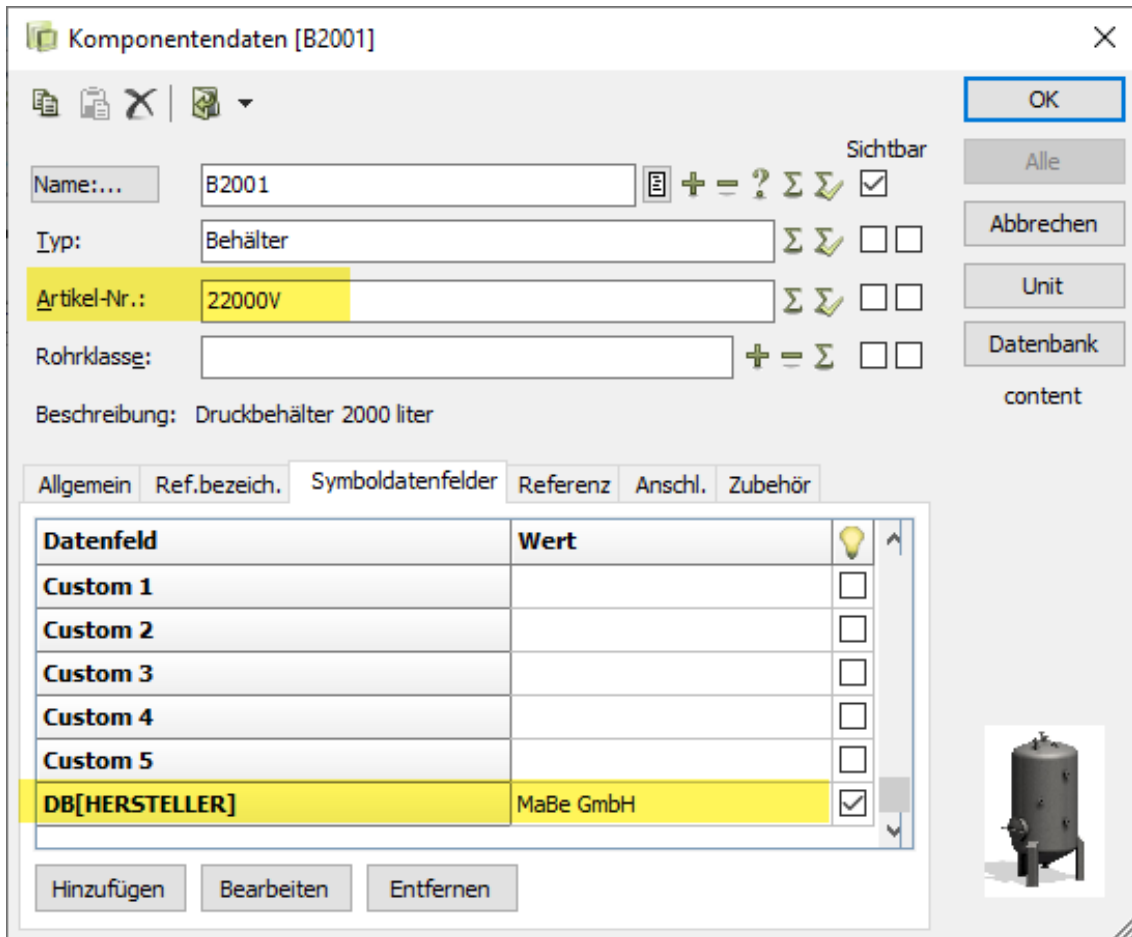 Komponentendaten [B2001]
OK
Sichtbar
Alle
Name:...
B2001
Typ:
Behälter
Abbrechen
Artikel-Nr.:
22000V
Unit
Rohrklasse:
Datenbank
Beschreibung: Druckbehälter 2000 liter
content
Allgemein Ref.bezeich. Symboldatenfelder Referenz Anschl. Zubehör
Datenfeld Wert
Custom 1
Custom 2
Custom 3
Custom 4
Custom 5
DB[HERSTELLER] MaBe GmbH
Hinzufügen Bearbeiten Entfernen